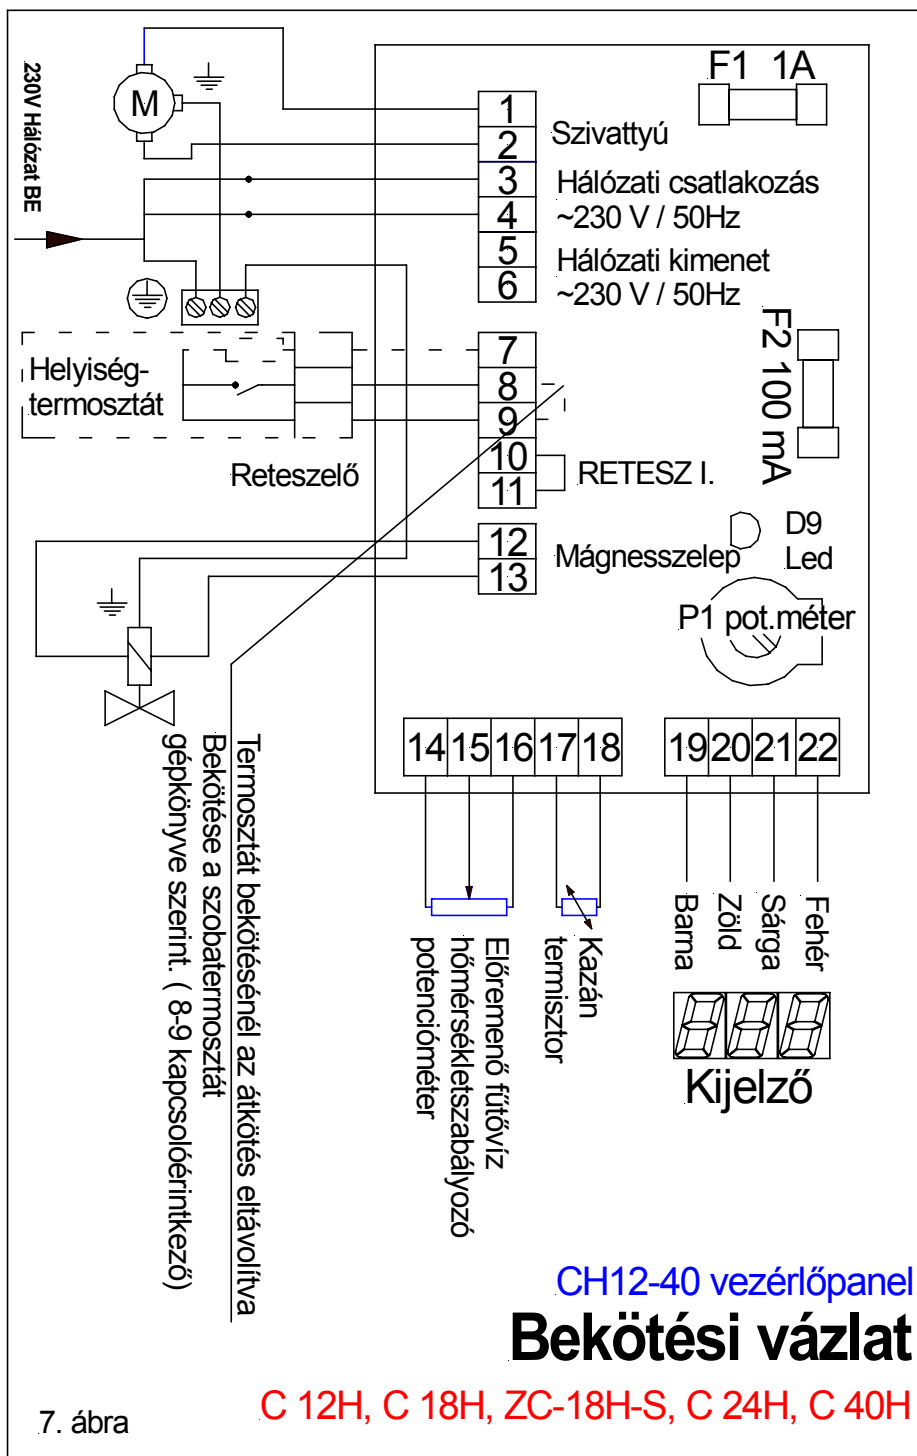 F1 1A
230V Hálózat BE
M
1
2
Szivattyú
3
4
Hálózati csatlakozás
~230 V / 50Hz
5
6
Hálózati kimenet
~230 V / 50Hz
F2 100 mA
Helyiség-
termosztát
7
8
9
10
11
Reteszelő
RETESZ I.
D9
Led
12
13
Mágnesszelep
P1 pot.méter
14 15 16 17 18
19 20 21 22
Termosztát bekötésénél az átkötés eltávolítva
Bekötése a szobatermosztát
gépkönyve szerint. ( 8-9 kapcsolóérintkező)
Előremenő fűtővíz
hőmérsékletszabályozó
potenciométer
Kazán
termisztor
Barna
Zöld
Sárga
Fehér
888
Kijelző
CH12-40 vezérlőpanel
Bekötési vázlat
C 12H, C 18H, ZC-18H-S, C 24H, C 40H
7. ábra